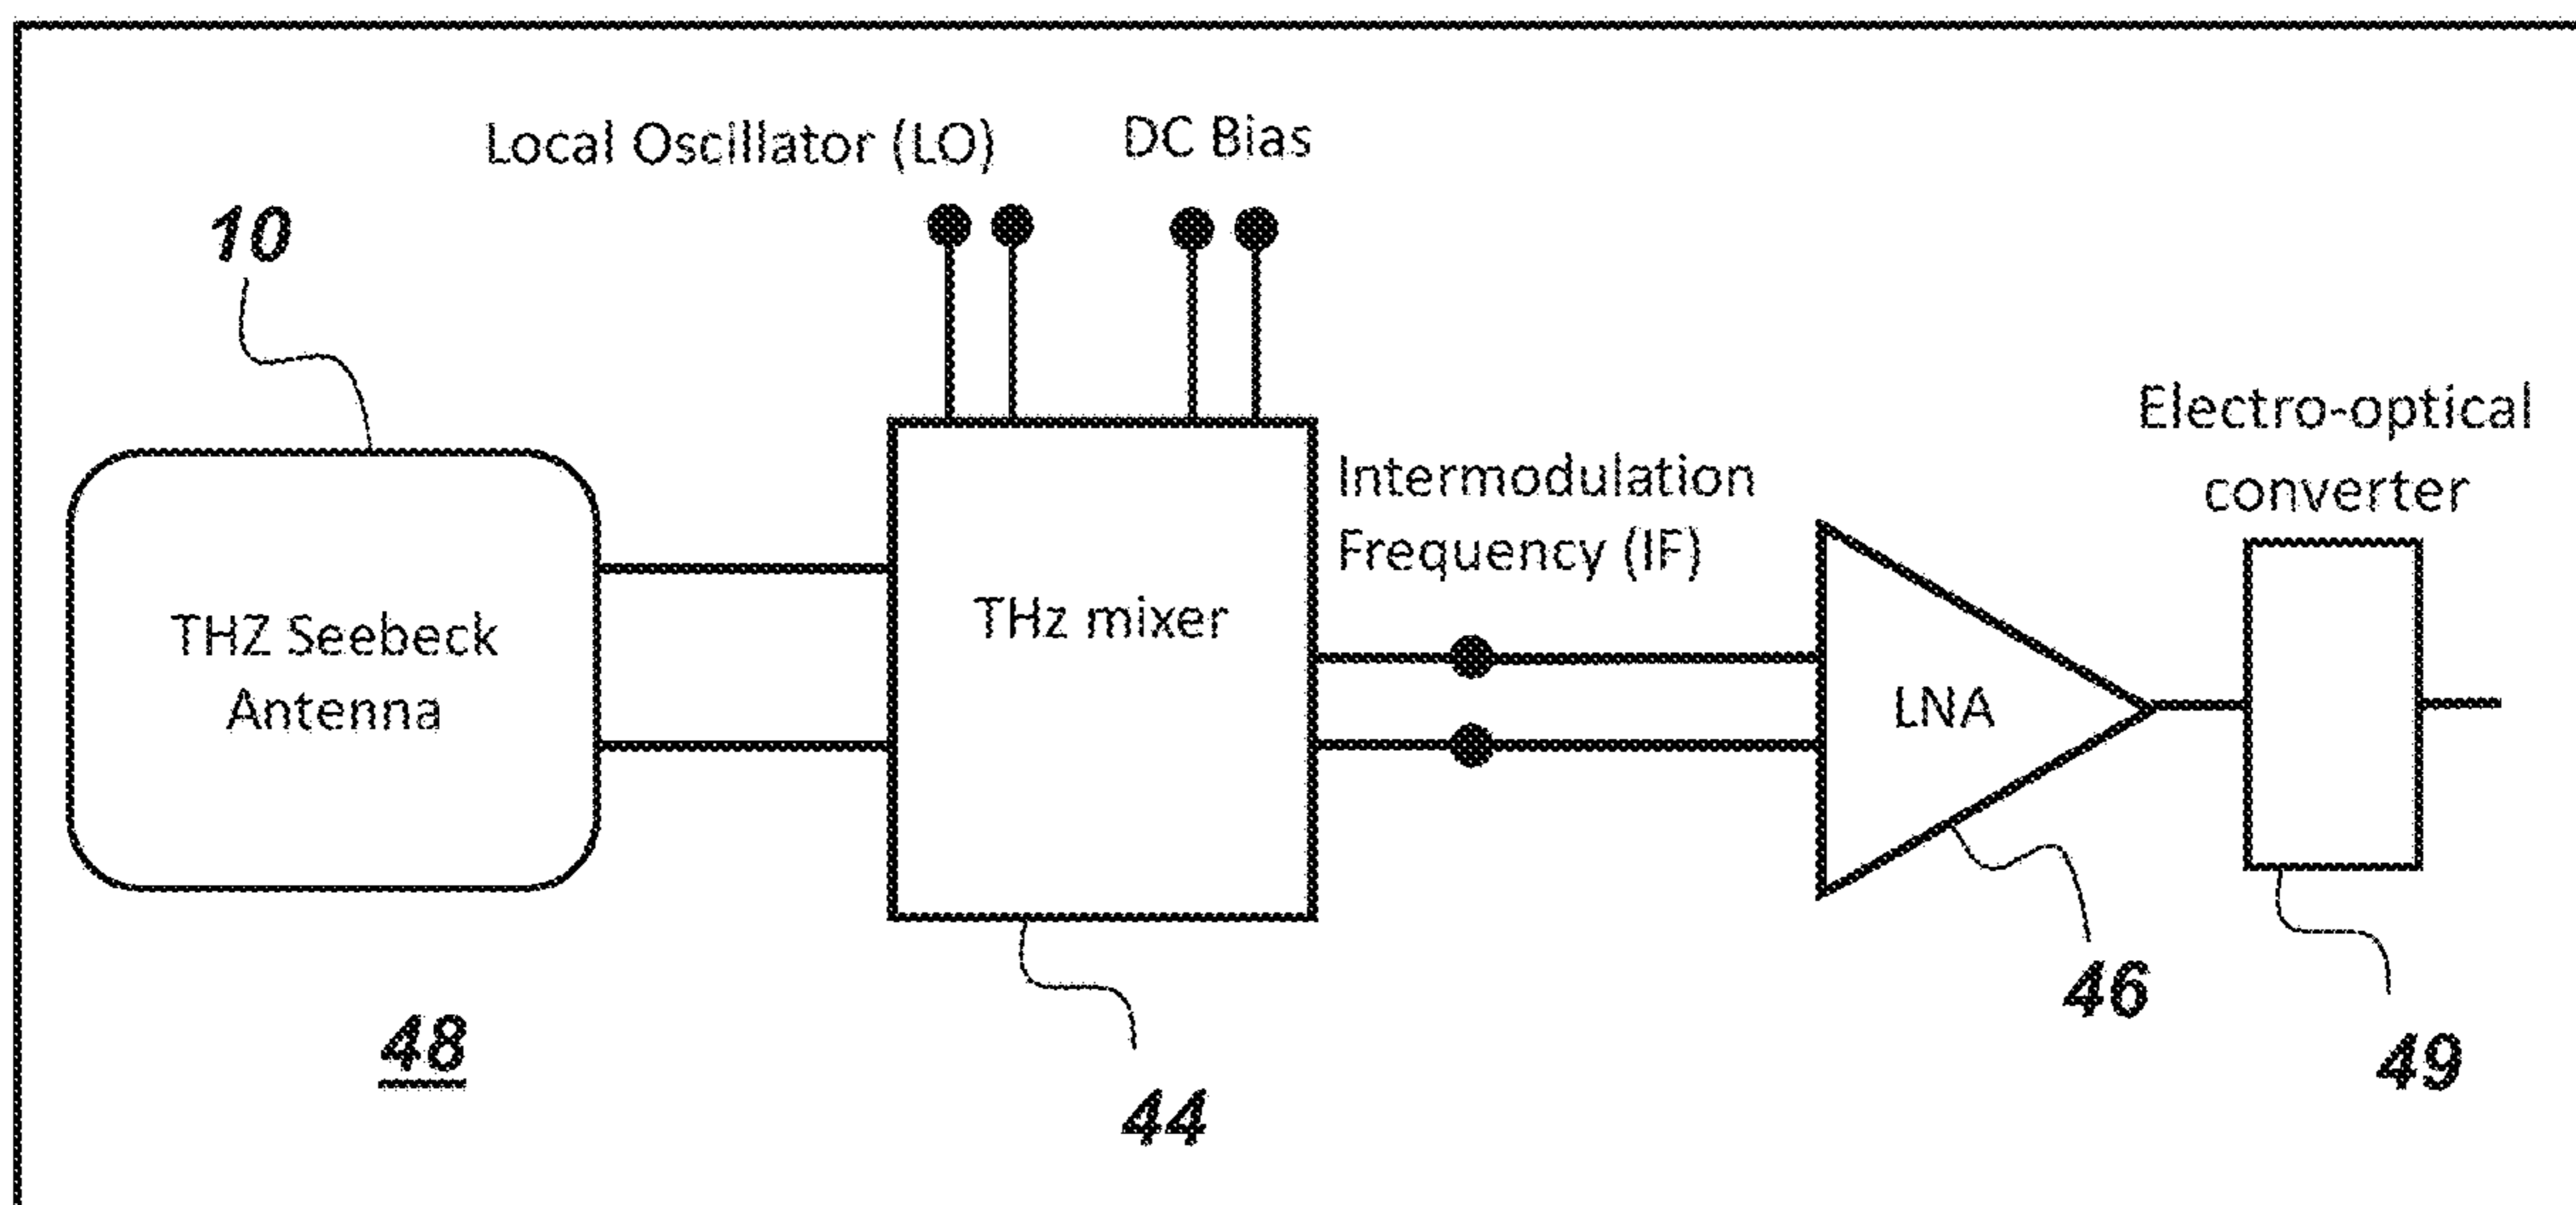 Local Oscillator (LO)
DC Bias
10
Electro-optical
converter
Intermodulation
Frequency (IF)
THz mixer
THZ Seebeck
Antenna
LNA
46
48
49
44